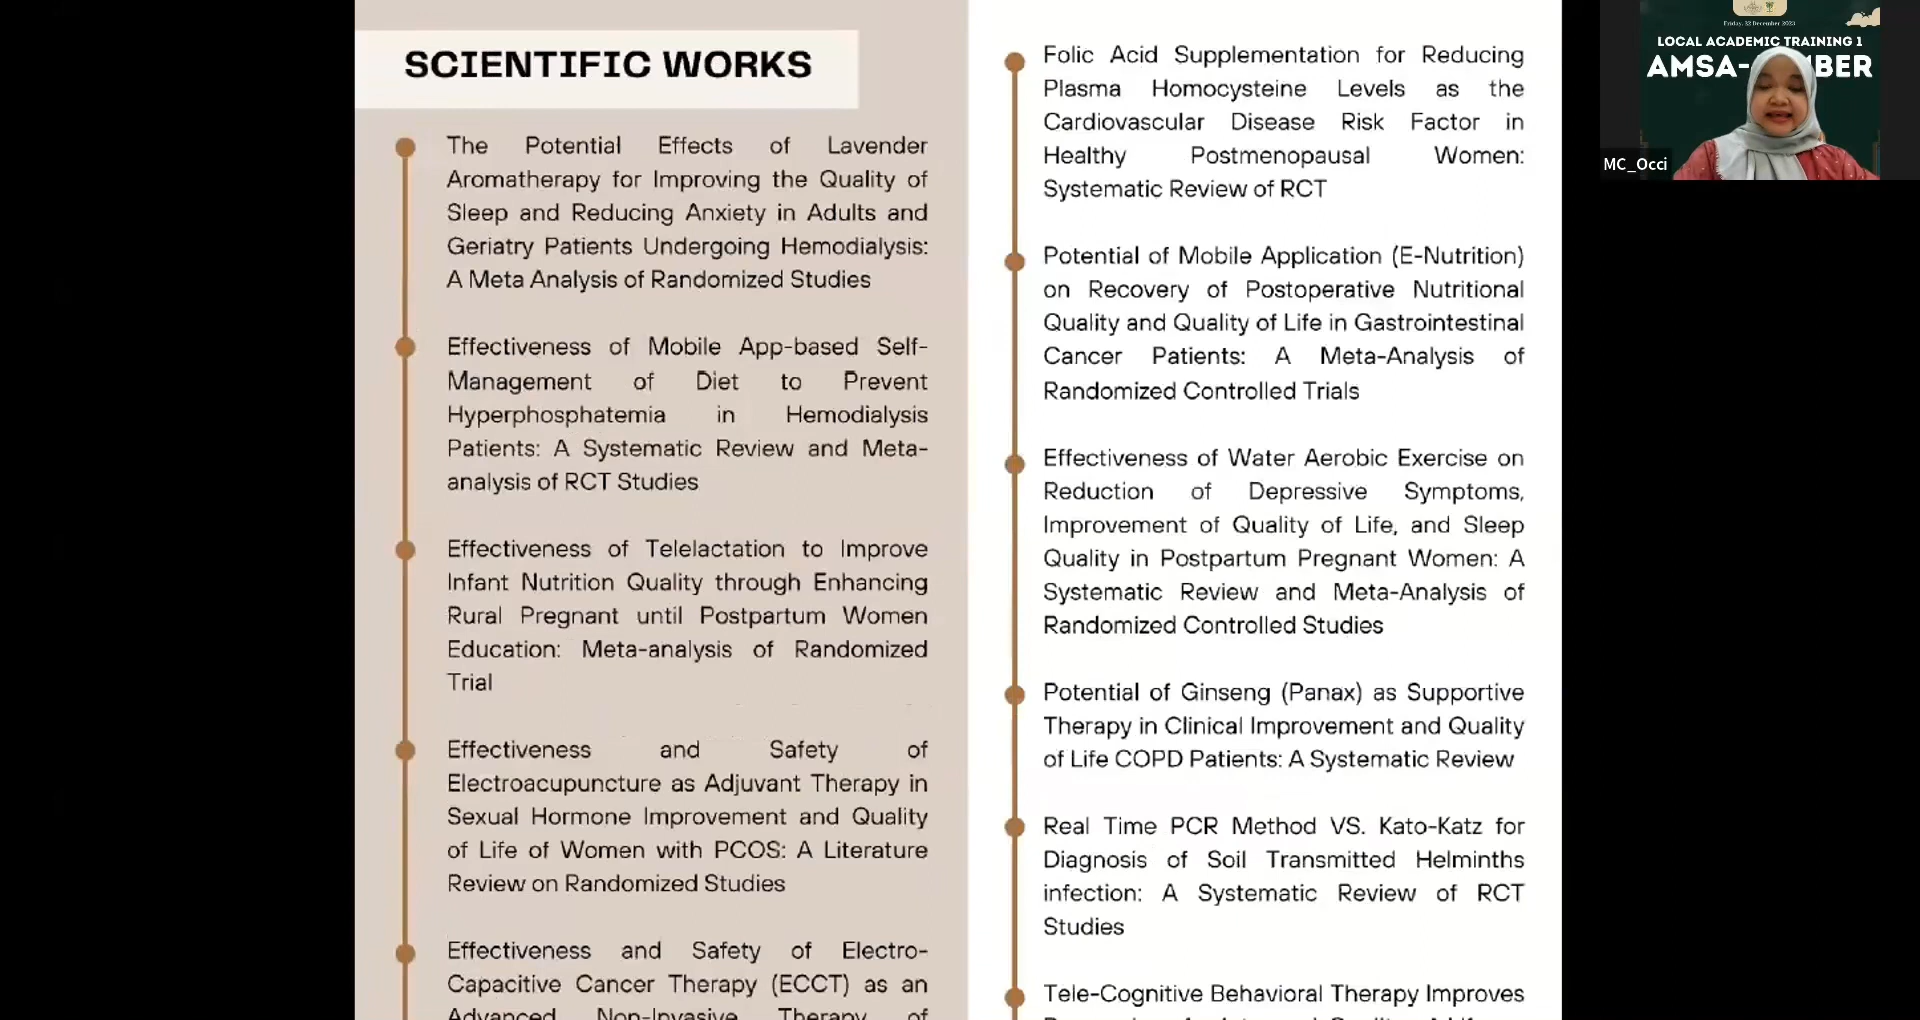 SCIENTIFIC WORKS
The Potential Effects of Lavender
Aromatherapy for Improving the Quality of
Sleep and Reducing Anxiety in Adults and
Geriatry Patients Undergoing Hemodialysis:
A Meta Analysis of Randomized Studies
Effectiveness of Mobile App-based Self-
Management of Diet to Prevent
Hyperphosphatemia in Hemodialysis
Patients: A Systematic Review and Meta-
analysis of RCT Studies
Effectiveness of Telelactation to Improve
Infant Nutrition Quality through Enhancing
Rural Pregnant until Postpartum Women
Education: Meta-analysis of Randomized
Trial
Effectiveness and Safety of
Electroacupuncture as Adjuvant Therapy in
Sexual Hormone Improvement and Quality
of Life of Women with PCOS: A Literature
Review on Randomized Studies
Effectiveness and Safety of Electro-
Capacitive Cancer Therapy (ECCT) as an
Advanced Non-Invasive Therapy of
Folic Acid Supplementation for Reducing
Plasma Homocysteine Levels as the
Cardiovascular Disease Risk Factor in
Healthy Postmenopausal Women:
Systematic Review of RCT
Potential of Mobile Application (E-Nutrition)
on Recovery of Postoperative Nutritional
Quality and Quality of Life in Gastrointestinal
Cancer Patients: A Meta-Analysis of
Randomized Controlled Trials
Effectiveness of Water Aerobic Exercise on
Reduction of Depressive Symptoms,
Improvement of Quality of Life, and Sleep
Quality in Postpartum Pregnant Women: A
Systematic Review and Meta-Analysis of
Randomized Controlled Studies
Potential of Ginseng (Panax) as Supportive
Therapy in Clinical Improvement and Quality
of Life COPD Patients: A Systematic Review
Real Time PCR Method VS. Kato-Katz for
Diagnosis of Soil Transmitted Helminths
infection: A Systematic Review of RCT
Studies
Tele-Cognitive Behavioral Therapy Improves
Friday, 22 December 2023
LOCAL ACADEMIC TRAINING 1
AMSA- BER
MC_Occi